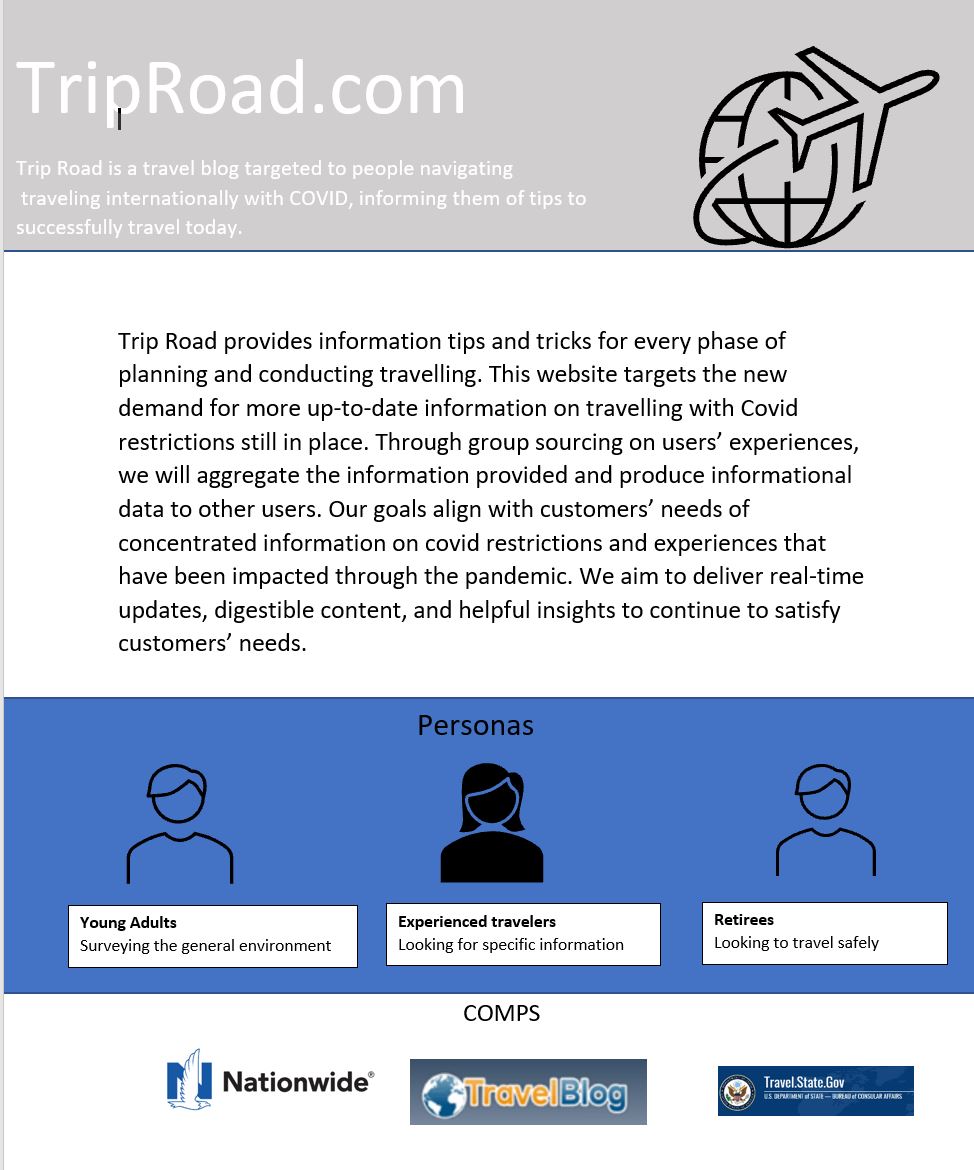 TripRoad.com
Trip Road is a travel blog targeted to people navigating
traveling internationally with COVID, informing them of tips to
successfully travel today.
Trip Road provides information tips and tricks for every phase of
planning and conducting travelling. This website targets the new
demand for more up-to-date information on travelling with Covid
restrictions still in place. Through group sourcing on users’ experiences,
we will aggregate the information provided and produce informational
data to other users. Our goals align with customers’ needs of
concentrated information on covid restrictions and experiences that
have been impacted through the pandemic. We aim to deliver real-time
updates, digestible content, and helpful insights to continue to satisfy
customers’ needs.
Personas
Young Adults
Surveying the general environment
Experienced travelers
Looking for specific information
Retirees
Looking to travel safely
COMPS
Nationwide®
TravelBlog
Travel.State.Gov
U.S. DEPARTMENT of STATE — BUREAU of CONSULAR AFFAIRS